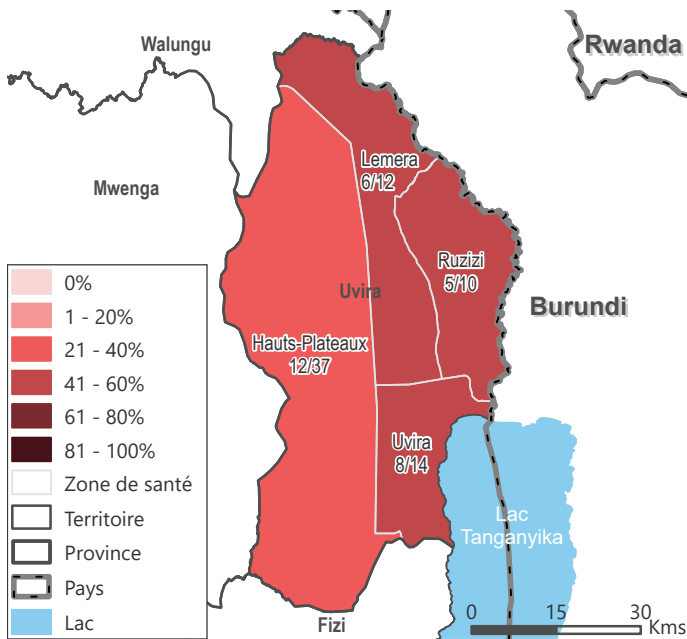 Walungu
Rwanda
Mwenga
Lemera
6/12
Ruzizi
5/10
Uvira
Burundi
Hauts-Plateaux
12/37
Uvira
8/14
Lac
Tanganyika
Fizi
0%
1 - 20%
21 - 40%
41 - 60%
61 - 80%
81 - 100%
Zone de santé
Territoire
Province
Pays
Lac
0 15 30
Kms